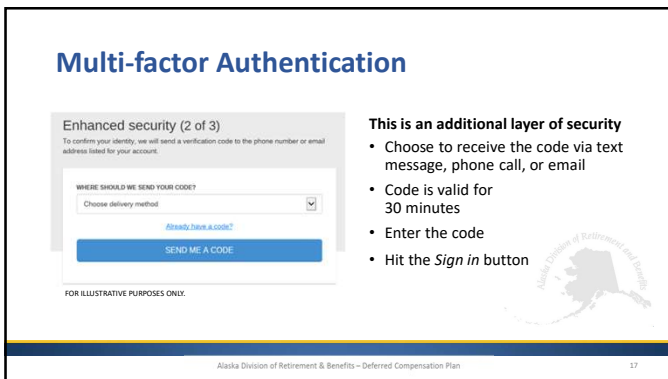 Multi-factor Authentication
Enhanced security (2 of 3)
To confirm your identity, we will send a verification code to the phone number or email
address listed for your account.
WHERE SHOULD WE SEND YOUR CODE?
Choose delivery method
Already have a code?
SEND ME A CODE
FOR ILLUSTRATIVE PURPOSES ONLY.
This is an additional layer of security
• Choose to receive the code via text
message, phone call, or email
• Code is valid for
30 minutes
• Enter the code
• Hit the Sign in button
Alaska Division of Retirement and Benefits
Alaska Division of Retirement & Benefits – Deferred Compensation Plan
17